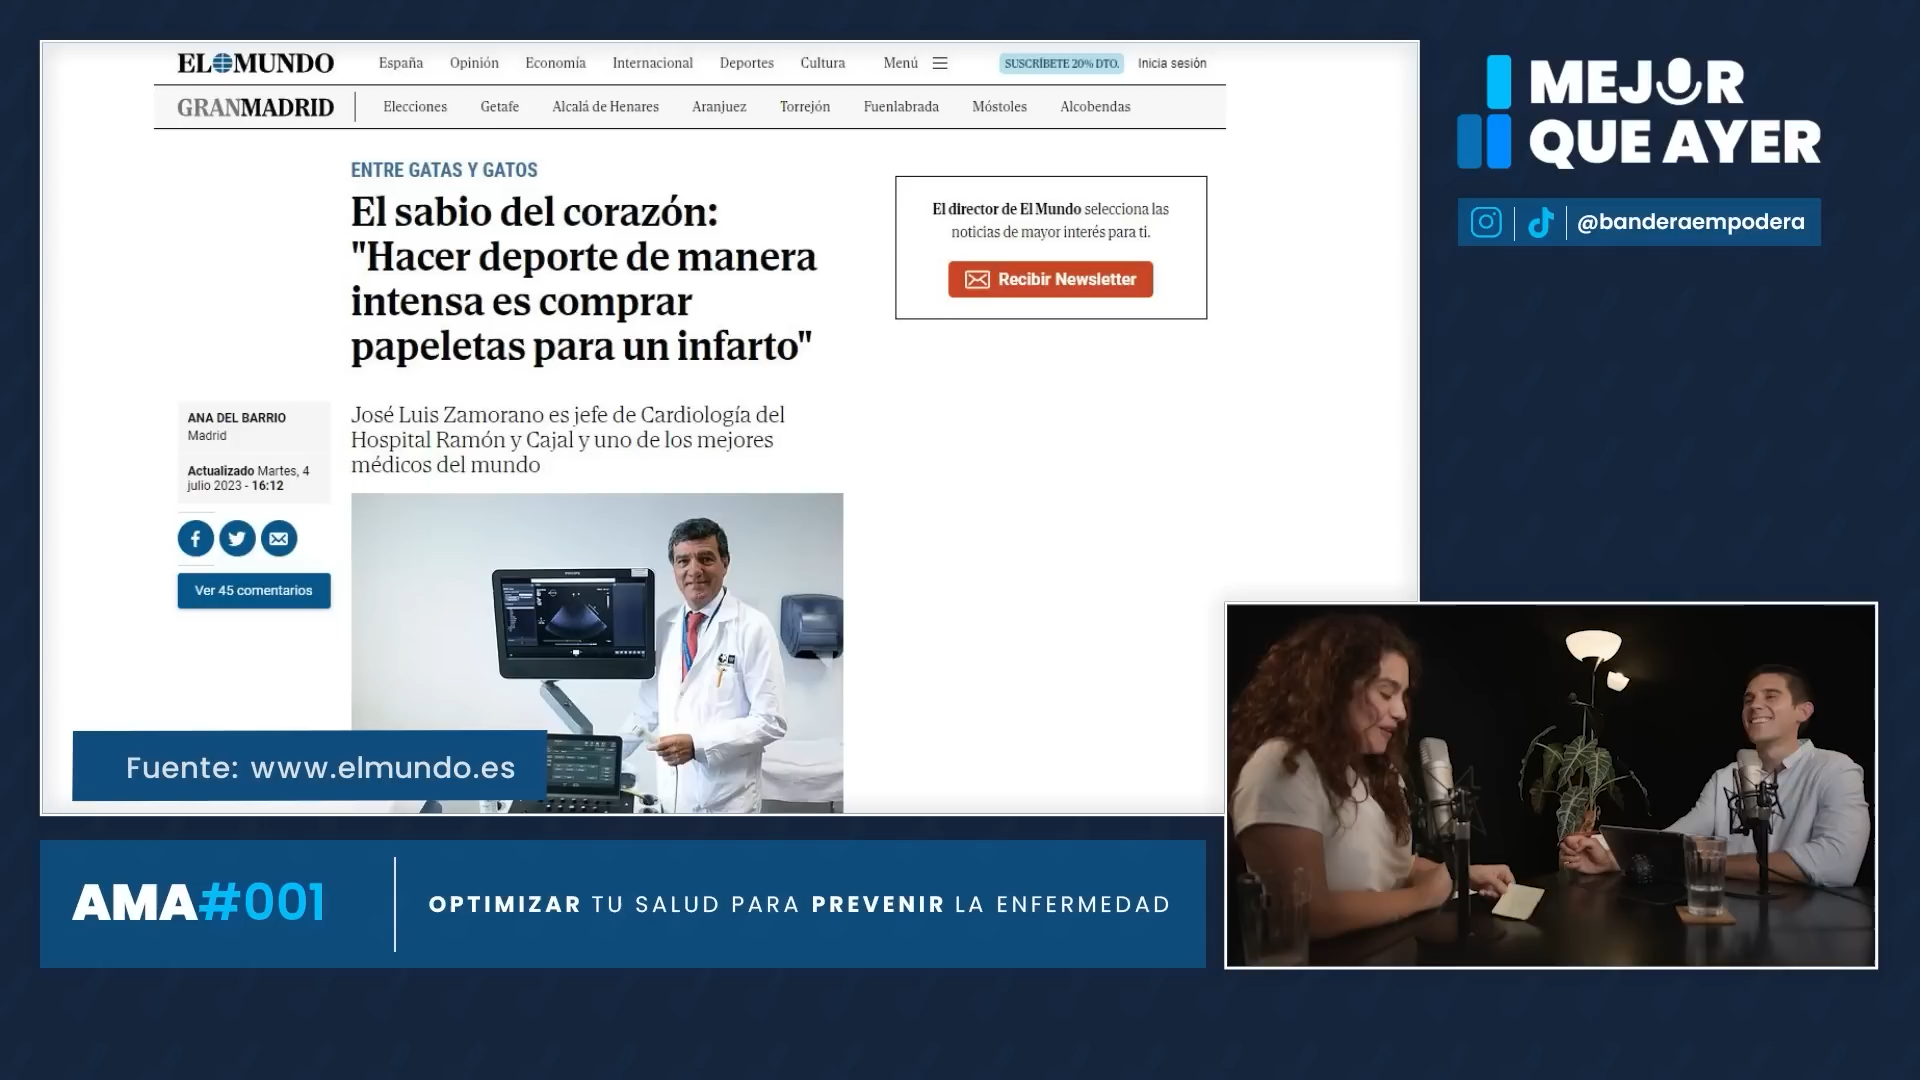 EL MUNDO
España Opinión Economía Internacional Deportes Cultura Menú SUSCRÍBETE 20% DTO. Inicia sesión
GRANMADRID Elecciones Getafe Alcalá de Henares Aranjuez Torrejón Fuenlabrada Móstoles Alcobendas
ENTRE GATAS Y GATOS
El sabio del corazón:
"Hacer deporte de manera
intensa es comprar
papeletas para un infarto"
José Luis Zamorano es jefe de Cardiología del
Hospital Ramón y Cajal y uno de los mejores
médicos del mundo
ANA DEL BARRIO
Madrid
Actualizado Martes, 4
julio 2023 - 16:12
Ver 45 comentarios
El director de El Mundo selecciona las
noticias de mayor interés para ti.
Recibir Newsletter
Fuente: www.elmundo.es
MEJOR
QUE AYER
@banderaempodera
AMA#001
OPTIMIZAR TU SALUD PARA PREVENIR LA ENFERMEDAD